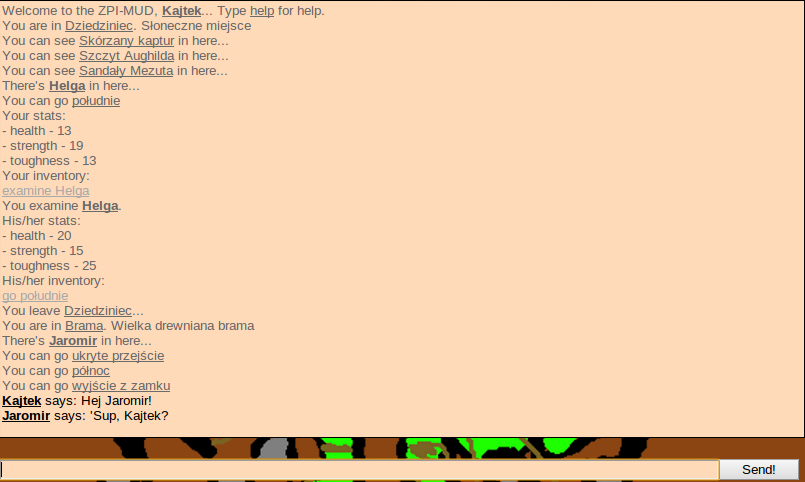 Welcome to the ZPI-MUD, Kajtek... Type help for help.
You are in Dziedziniec. Słoneczne miejsce
You can see Skórzany kaptur in here...
You can see Szczyt Aughilda in here...
You can see Sandały Mezuta in here...
There's Helga in here...
You can go południe
Your stats:
- health - 13
- strength - 19
- toughness - 13
Your inventory:
examine Helga
You examine Helga.
His/her stats:
- health - 20
- strength - 15
- toughness - 25
His/her inventory:
go południe
You leave Dziedziniec...
You are in Brama. Wielka drewniana brama
There's Jaromir in here...
You can go ukryte przejście
You can go północ
You can go wyjście z zamku
Kajtek says: Hej Jaromir!
Jaromir says: 'Sup, Kajtek?
Send!